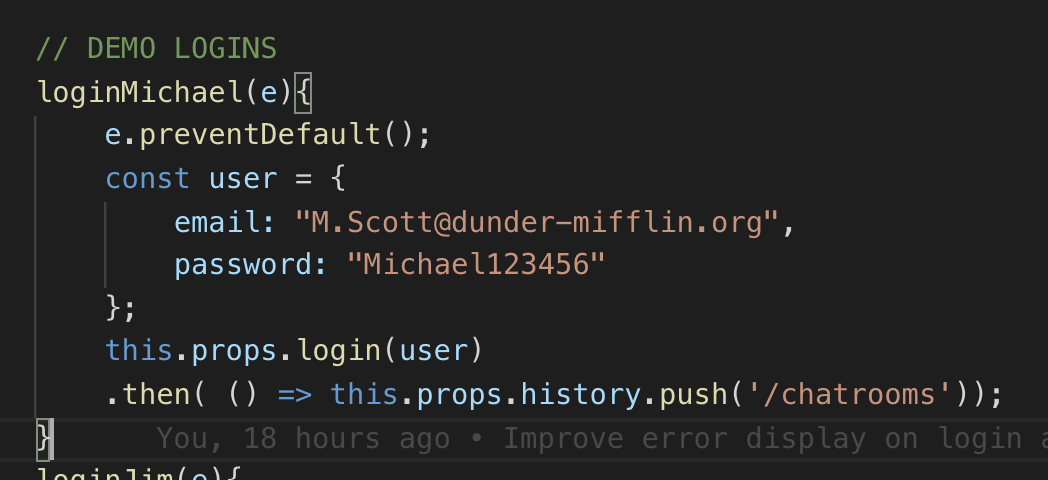 // DEMO LOGINS
loginMichael(e){
e.preventDefault();
const user = {
email: "M.Scott@dunder-mifflin.org",
password: "Michael123456"
};
this.props.login(user)
.then( () => this.props.history.push('/chatrooms'));
} You, 18 hours ago • Improve error display on login a
loginJim(e){